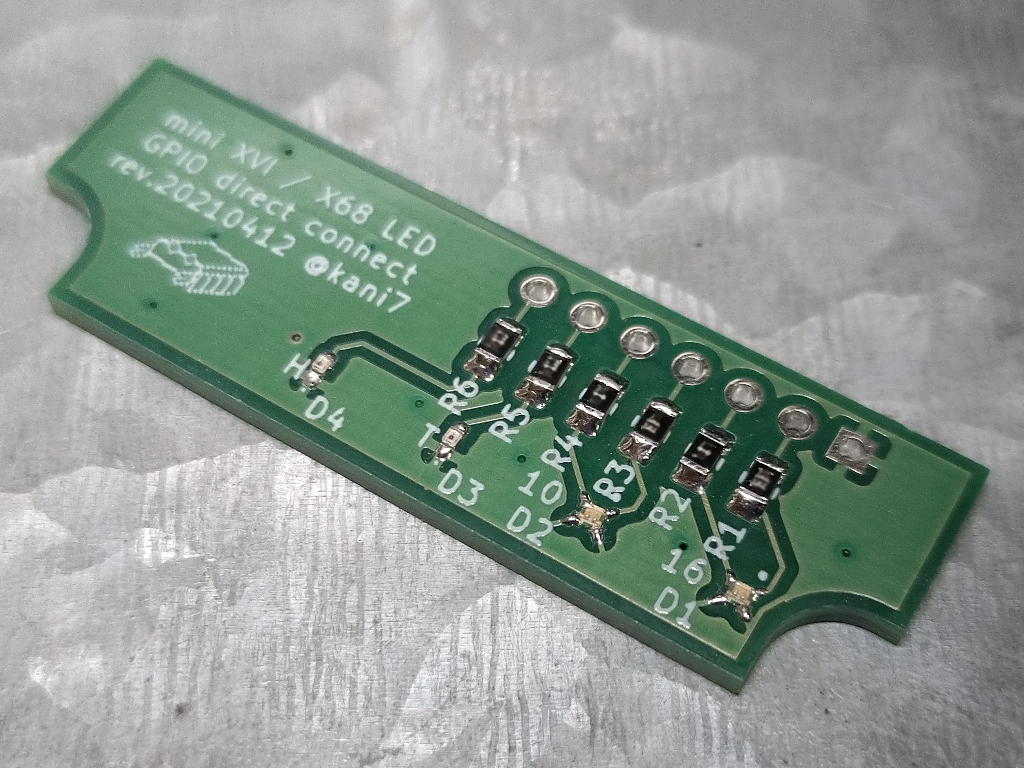 mini XVI / X68 LED
GPIO direct connect
rev.20210412 @kani7
H
D4
R6
T
D3
R5
R4
10
D2
R3
R2
16
D1
R1